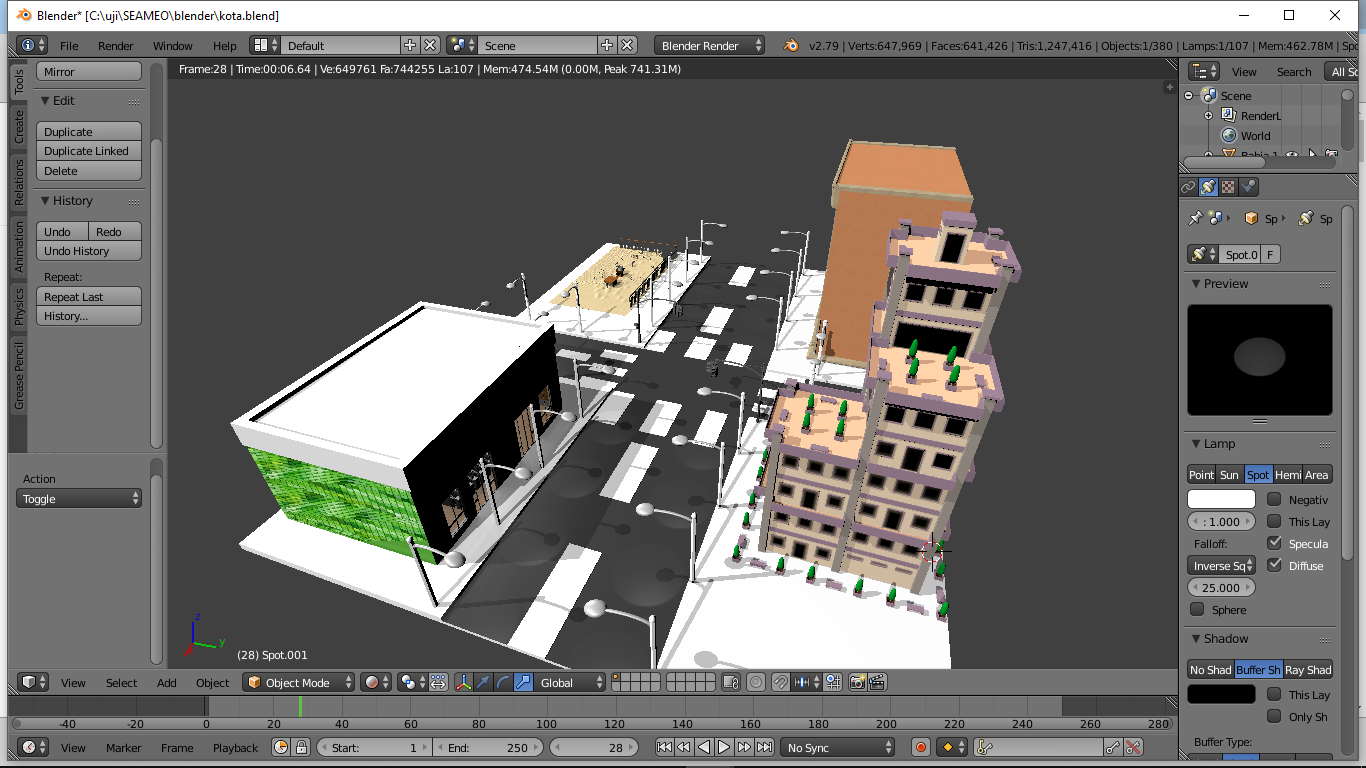 Blender* [C:\uji\SEAMEO\blender\kota.blend]
File Render Window Help Default Scene Blender Render v2.79 | Verts:647,969 | Faces:641,426 | Tris:1,247,416 | Objects:1/380 | Lamps:1/107 | Mem:462.78M | Spo
Frame:28 | Time:00:06.64 | Ve:649761 Fa:744255 La:107 | Mem:474.54M (0.00M, Peak 741.31M)
Tools
Create
Relations
Animation
Physics
Grease Pencil
Mirror
Edit
Duplicate
Duplicate Linked
Delete
History
Undo Redo
Undo History
Repeat:
Repeat Last
History...
Action
Toggle
z
y
(28) Spot.001
View Search All Sc
Scene
RenderL
World
Sp Sp
Spot.0 F
Preview
Lamp
Point Sun Spot Hemi Area
Negativ
: 1.000 This Lay
Falloff: Specula
Inverse Sq Diffuse
25.000
Sphere
Shadow
No Shad Buffer Sh Ray Shad
This Lay
Only Sh
Buffer Type:
View Select Add Object Object Mode Global
-40 -20 0 20 40 60 80 100 120 140 160 180 200 220 240 260 280
View Marker Frame Playback Start: 1 End: 250 28 No Sync